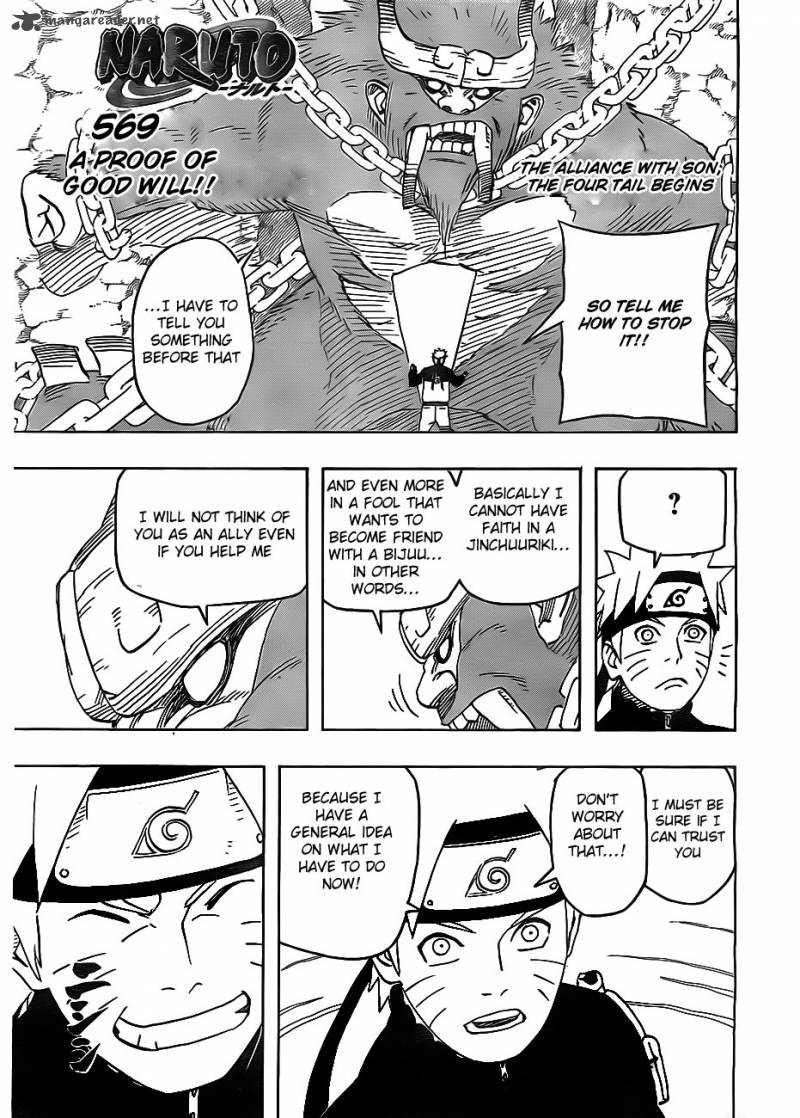 mangareader.net
NARUTO
-ナルト-
569
A PROOF OF
GOOD WILL!!
THE ALLIANCE WITH SON,
THE FOUR TAIL BEGINS
SO TELL ME
HOW TO STOP
IT!!
...I HAVE TO
TELL YOU
SOMETHING
BEFORE THAT
?
BASICALLY I
CANNOT HAVE
FAITH IN A
JINCHUURIKI...
AND EVEN MORE
IN A FOOL THAT
WANTS TO
BECOME FRIEND
WITH A BIJUU...
IN OTHER
WORDS...
I WILL NOT THINK OF
YOU AS AN ALLY EVEN
IF YOU HELP ME
I MUST BE
SURE IF I
CAN TRUST
YOU
DON'T
WORRY
ABOUT
THAT...!
BECAUSE I
HAVE A
GENERAL IDEA
ON WHAT I
HAVE TO DO
NOW!